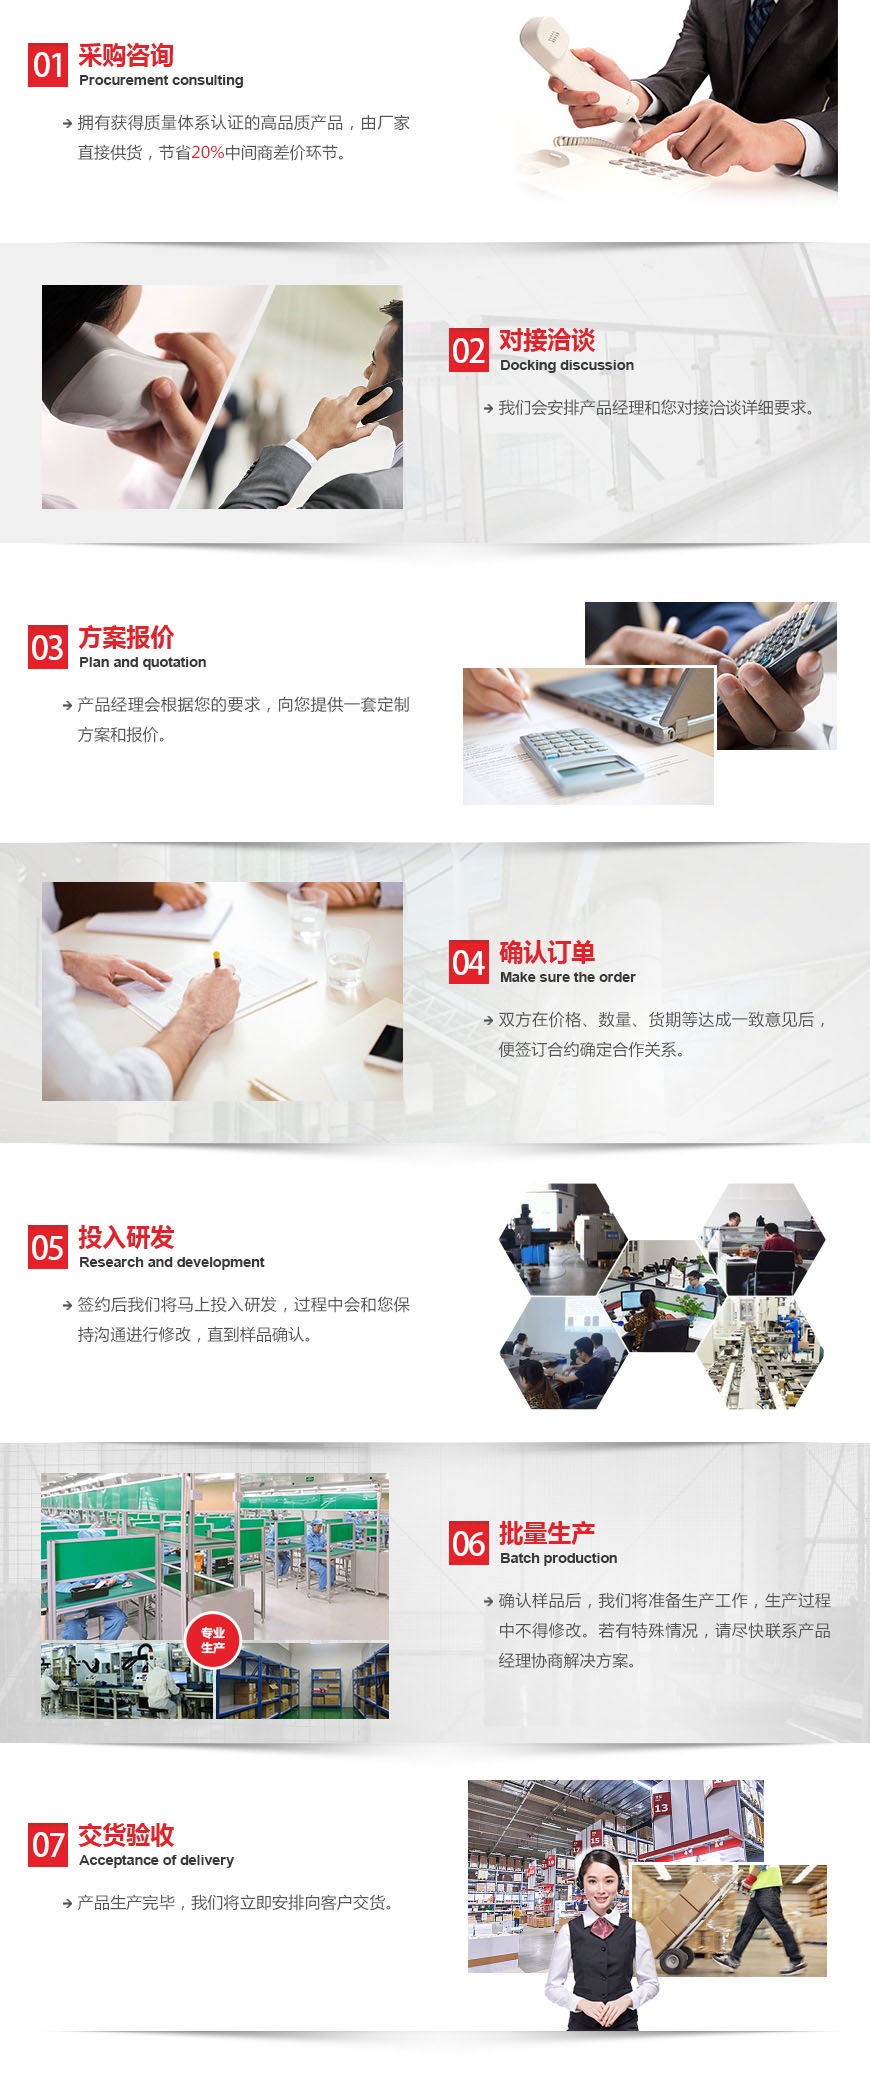 01 采购咨询
Procurement consulting
拥有获得质量体系认证的高品质产品，由厂家
直接供货，节省20%中间商差价环节。
02 对接洽谈
Docking discussion
我们会安排产品经理和您对接洽谈详细要求。
03 方案报价
Plan and quotation
产品经理会根据您的要求，向您提供一套定制
方案和报价。
04 确认订单
Make sure the order
双方在价格、数量、货期等达成一致意见后，
便签订合约确定合作关系。
05 投入研发
Research and development
签约后我们将马上投入研发，过程中会和您保
持沟通进行修改，直到样品确认。
06 批量生产
Batch production
确认样品后，我们将准备生产工作，生产过程
中不得修改。若有特殊情况，请尽快联系产品
经理协商解决方案。
专业
生产
07 交货验收
Acceptance of delivery
产品生产完毕，我们将立即安排向客户交货。
13
15
17